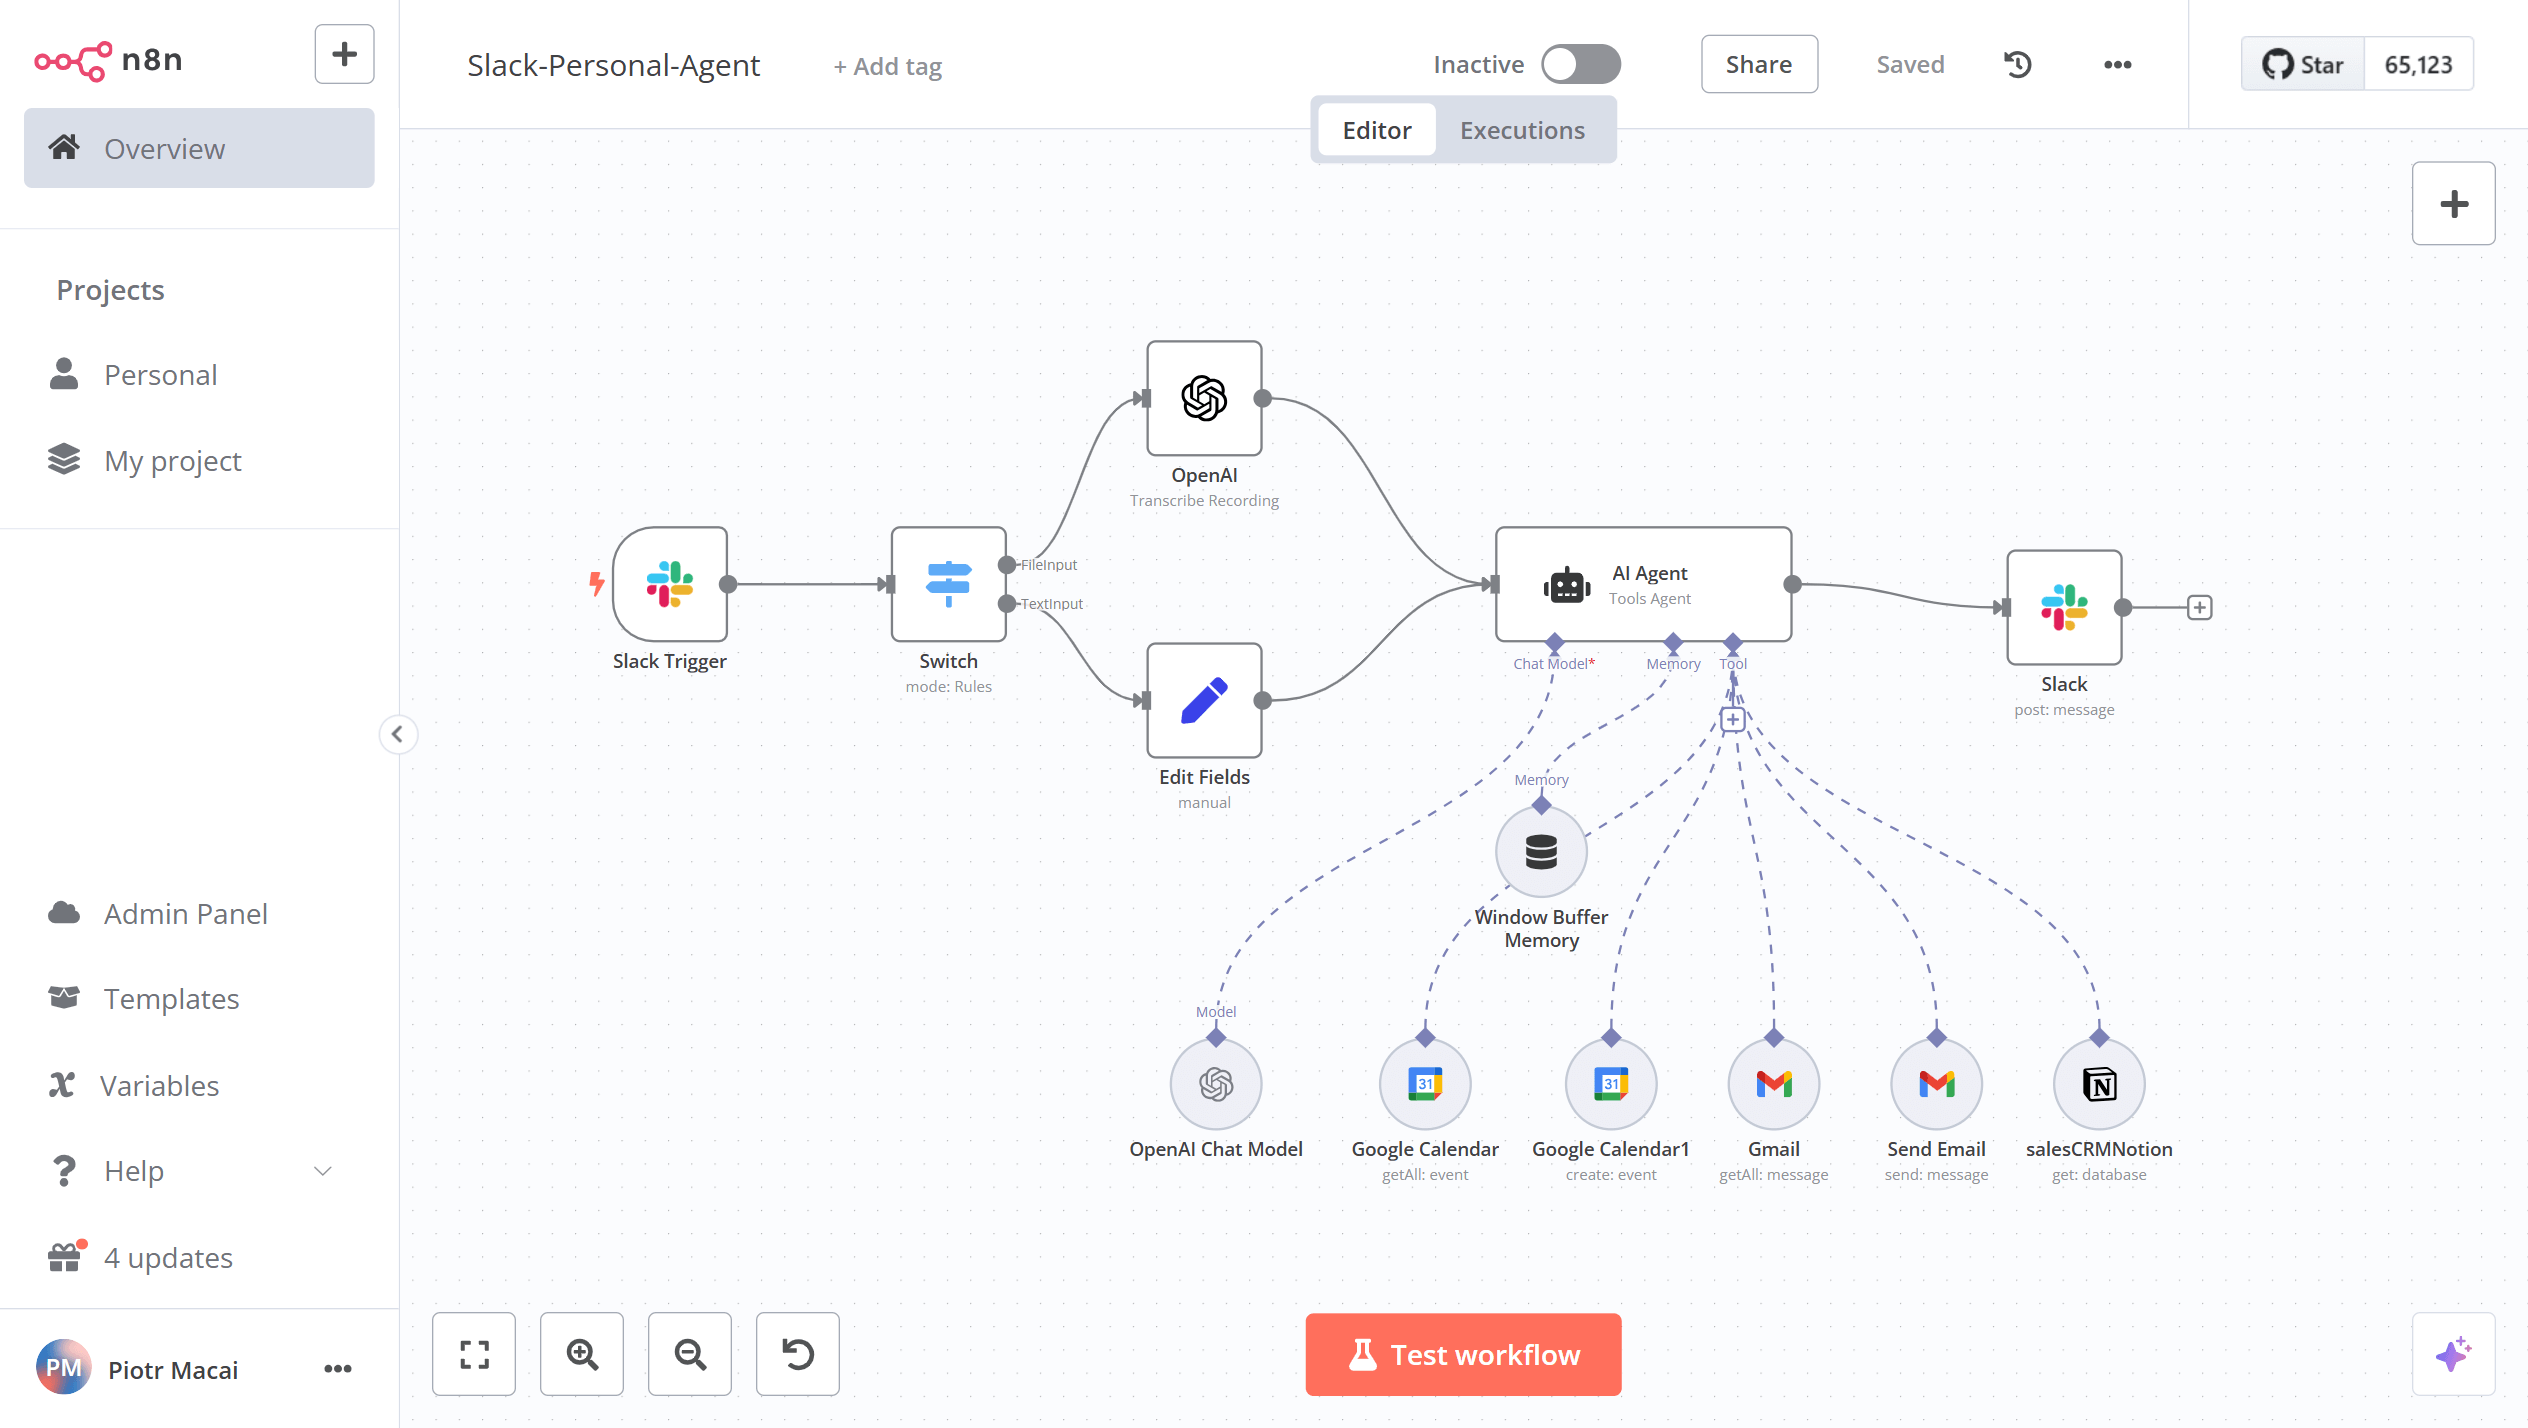 n8n
Overview
Projects
Personal
My project
Admin Panel
Templates
Variables
Help
4 updates
PM
Piotr Macai
Slack-Personal-Agent
+ Add tag
Inactive
Share
Saved
Star
65,123
Editor
Executions
Slack Trigger
Switch
mode: Rules
FileInput
TextInput
OpenAI
Transcribe Recording
Edit Fields
manual
AI Agent
Tools Agent
Chat Model*
Memory
Tool
Slack
post: message
Memory
Window Buffer
Memory
Model
OpenAI Chat Model
31
Google Calendar
getAll: event
31
Google Calendar1
create: event
Gmail
getAll: message
Send Email
send: message
salesCRMNotion
get: database
Test workflow